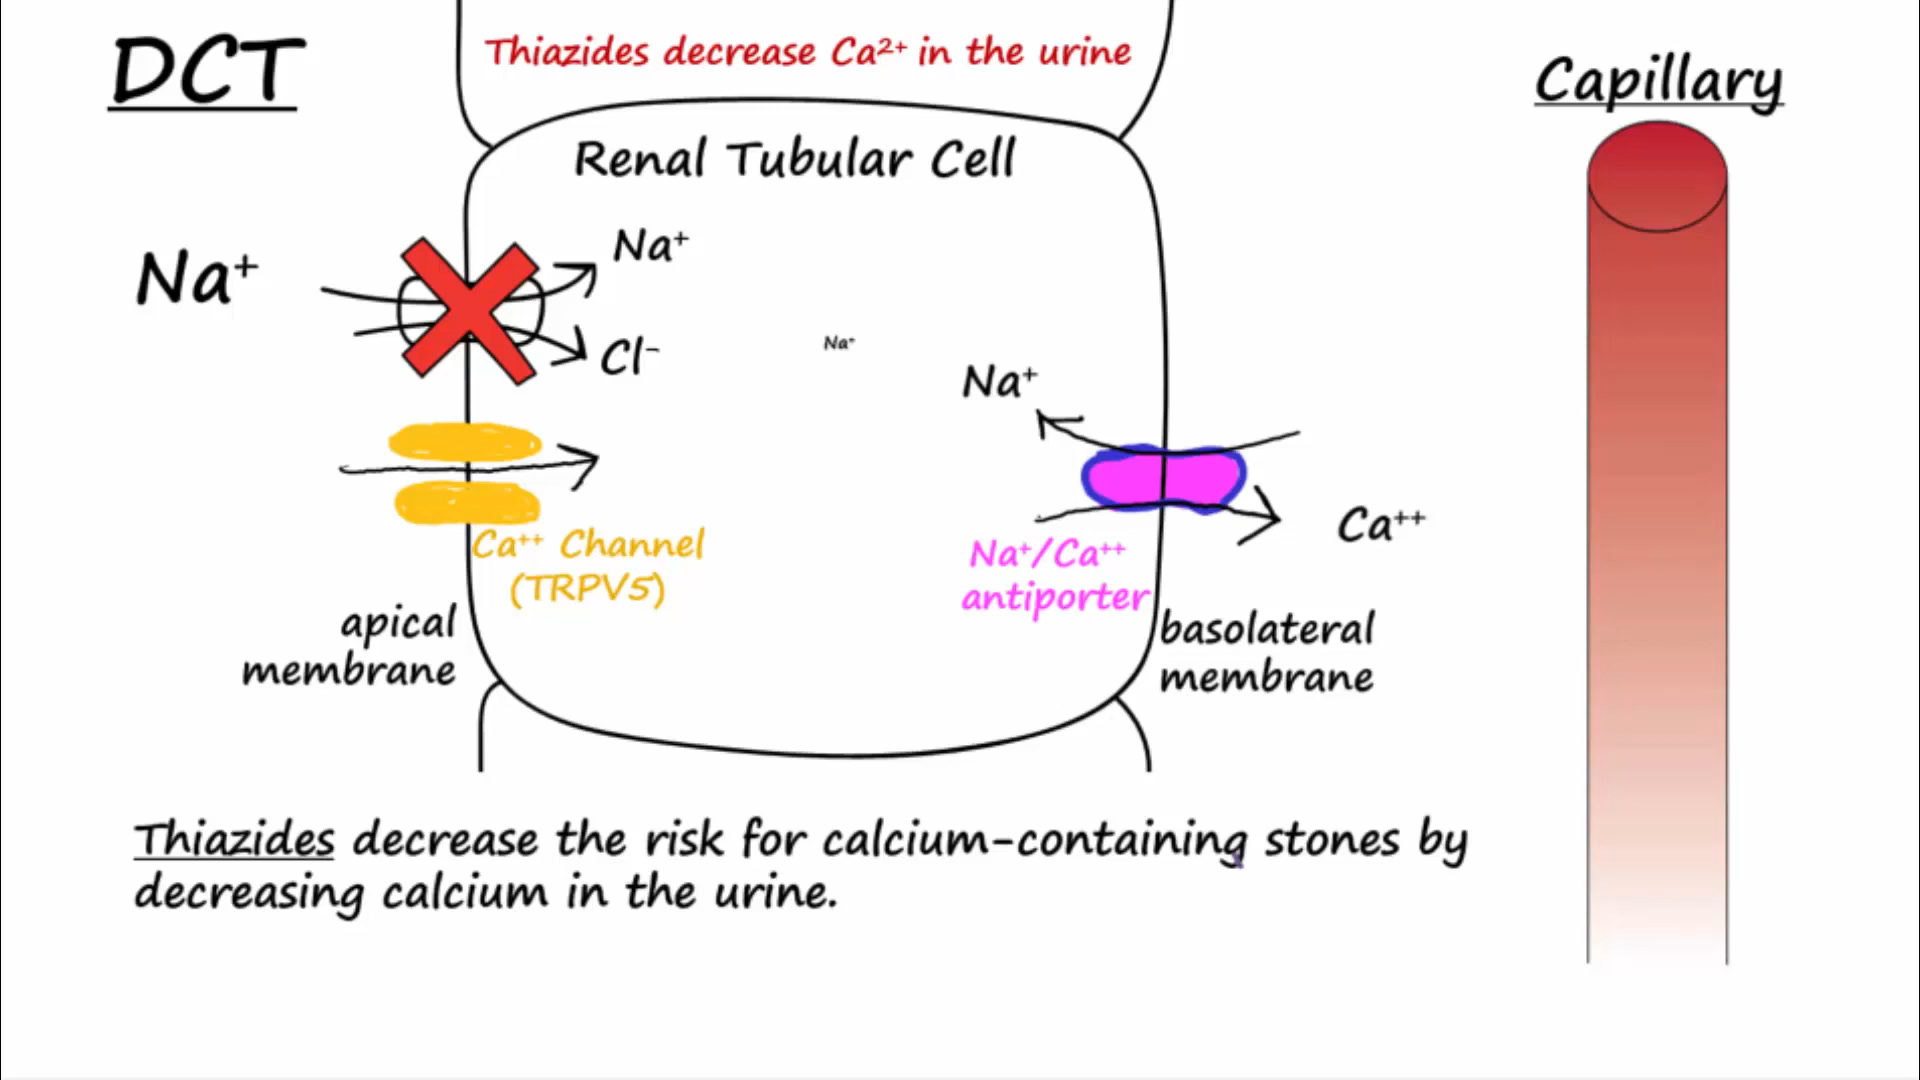 DCT
Thiazides decrease Ca²⁺ in the urine
Capillary
Renal Tubular Cell
Na⁺
Na⁺
Cl⁻
Na⁺
Na⁺
Ca⁺⁺
Ca⁺⁺ Channel
(TRPV5)
Na⁺/Ca⁺⁺
antiporter
apical
membrane
basolateral
membrane
Thiazides decrease the risk for calcium-containing stones by
decreasing calcium in the urine.